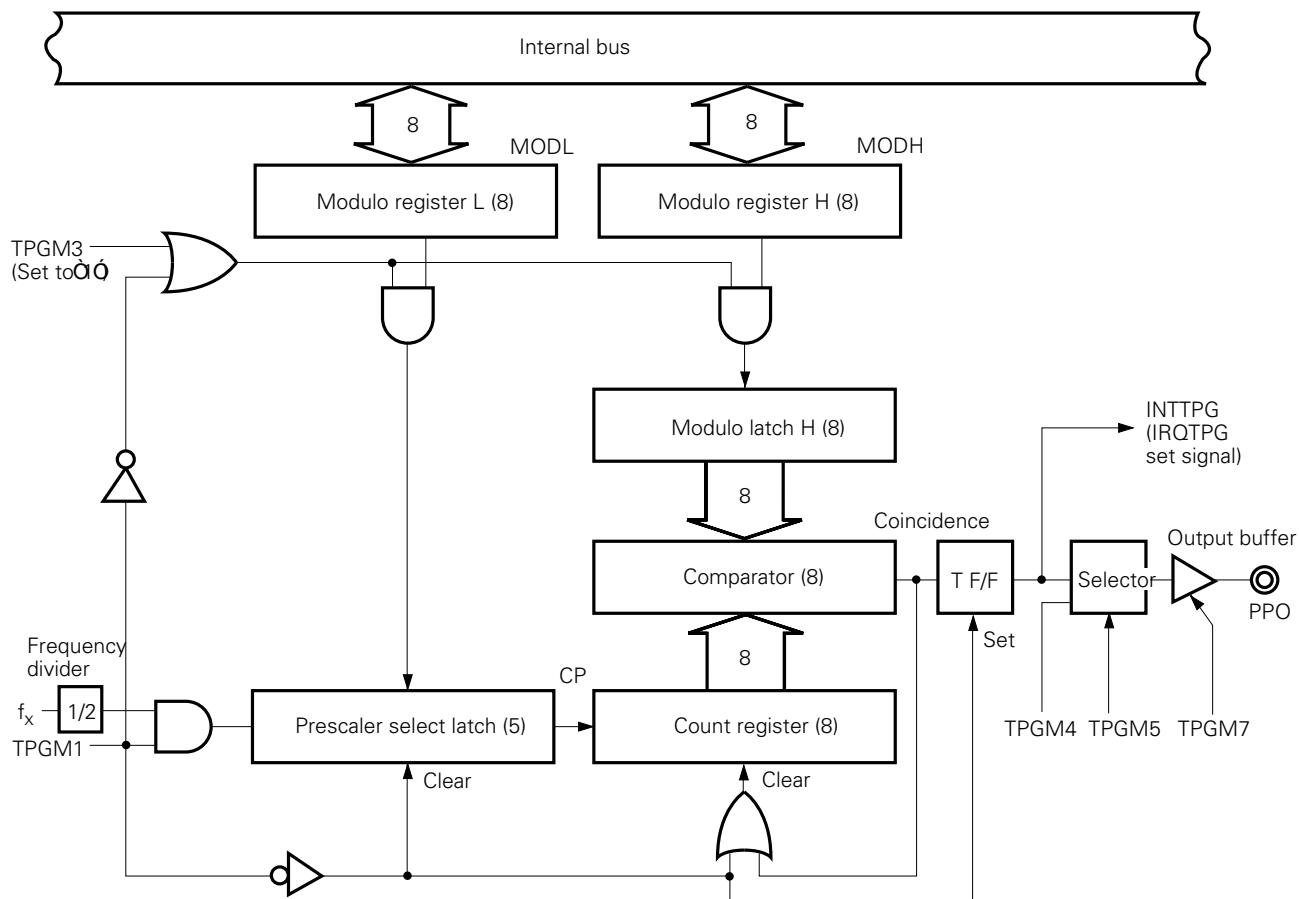 Internal bus
8
8
MODL
MODH
Modulo register L (8)
Modulo register H (8)
TPGM3
(Set to Ò1Ó)
Modulo latch H (8)
INTTPG
(IRQTPG
set signal)
8
Coincidence
Output buffer
Comparator (8)
T F/F
Selector
PPO
Set
Frequency
divider
8
CP
fx
1/2
Prescaler select latch (5)
Count register (8)
TPGM4
TPGM5
TPGM7
TPGM1
Clear
Clear